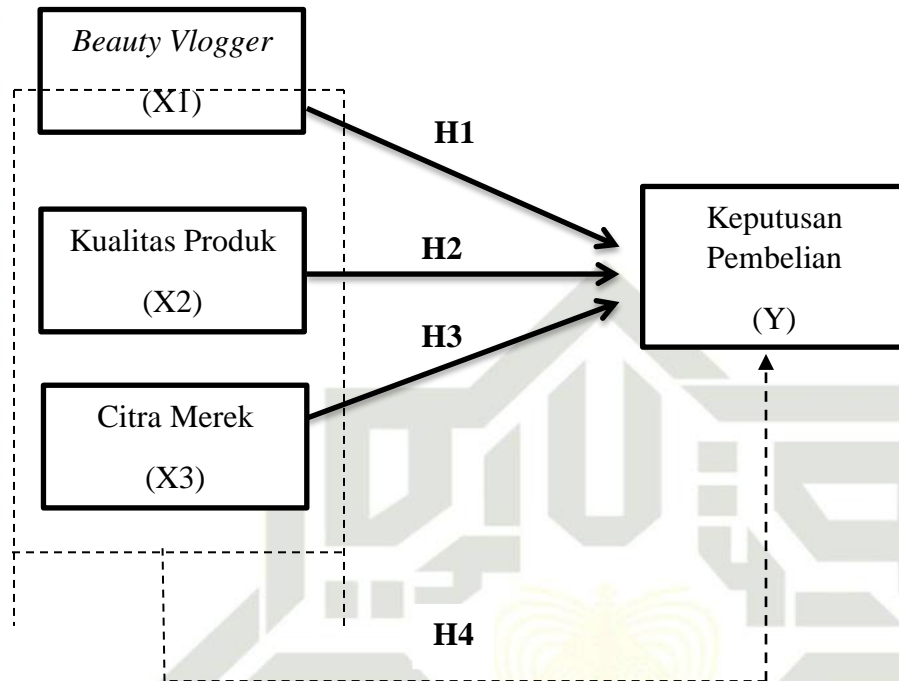 Beauty Vlogger
(X1)
H1
Kualitas Produk
(X2)
H2
Keputusan
Pembelian
(Y)
H3
Citra Merek
(X3)
H4